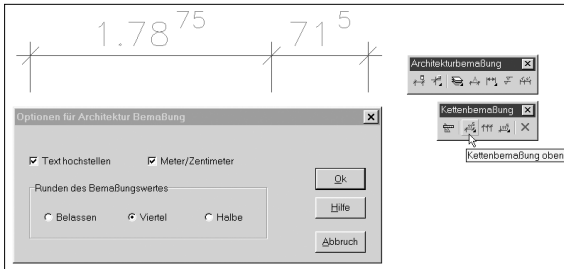 1.78 75
71 5
Architekturbemaßung
Kettenbemaßung
Kettenbemaßung oben
Optionen für Architektur Bemaßung
Text hochstellen
Meter/Zentimeter
Runden des Bemaßungswertes
Belassen
Viertel
Halbe
Ok
Hilfe
Abbruch